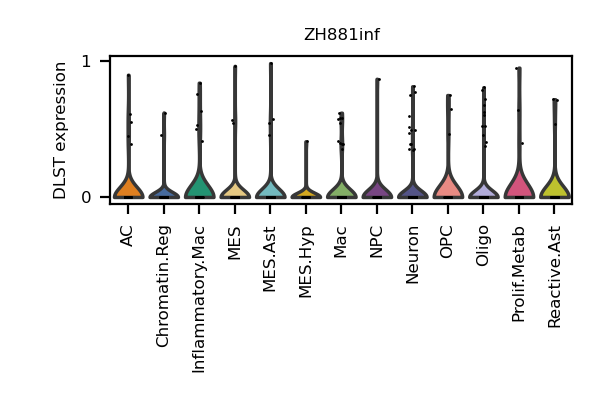 ZH881inf
DLST expression
1
0
AC
Chromatin.Reg
Inflammatory.Mac
MES
MES.Ast
MES.Hyp
Mac
NPC
Neuron
OPC
Oligo
Prolif.Metab
Reactive.Ast